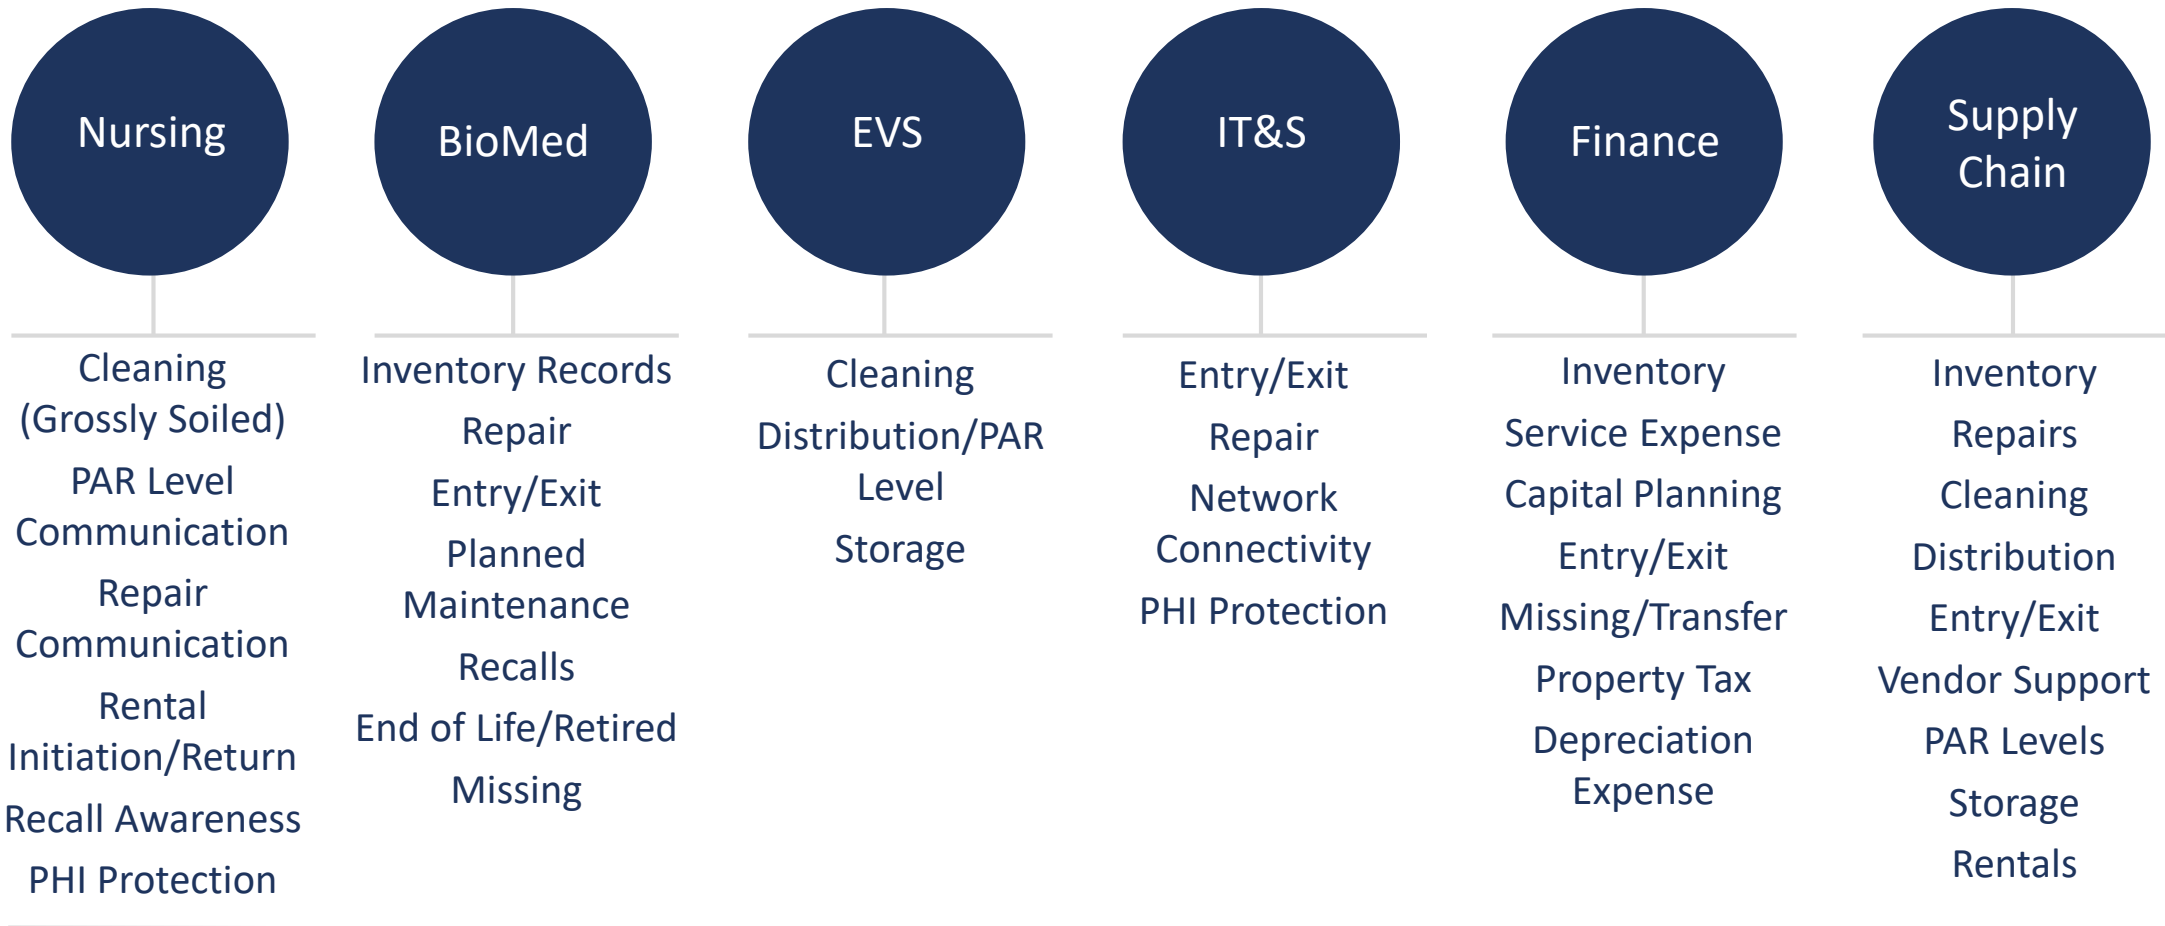 Nursing
Cleaning
(Grossly Soiled)
PAR Level
Communication
Repair
Communication
Rental
Initiation/Return
Recall Awareness
PHI Protection
BioMed
Inventory Records
Repair
Entry/Exit
Planned
Maintenance
Recalls
End of Life/Retired
Missing
EVS
Cleaning
Distribution/PAR
Level
Storage
IT&S
Entry/Exit
Repair
Network
Connectivity
PHI Protection
Finance
Inventory
Service Expense
Capital Planning
Entry/Exit
Missing/Transfer
Property Tax
Depreciation
Expense
Supply
Chain
Inventory
Repairs
Cleaning
Distribution
Entry/Exit
Vendor Support
PAR Levels
Storage
Rentals